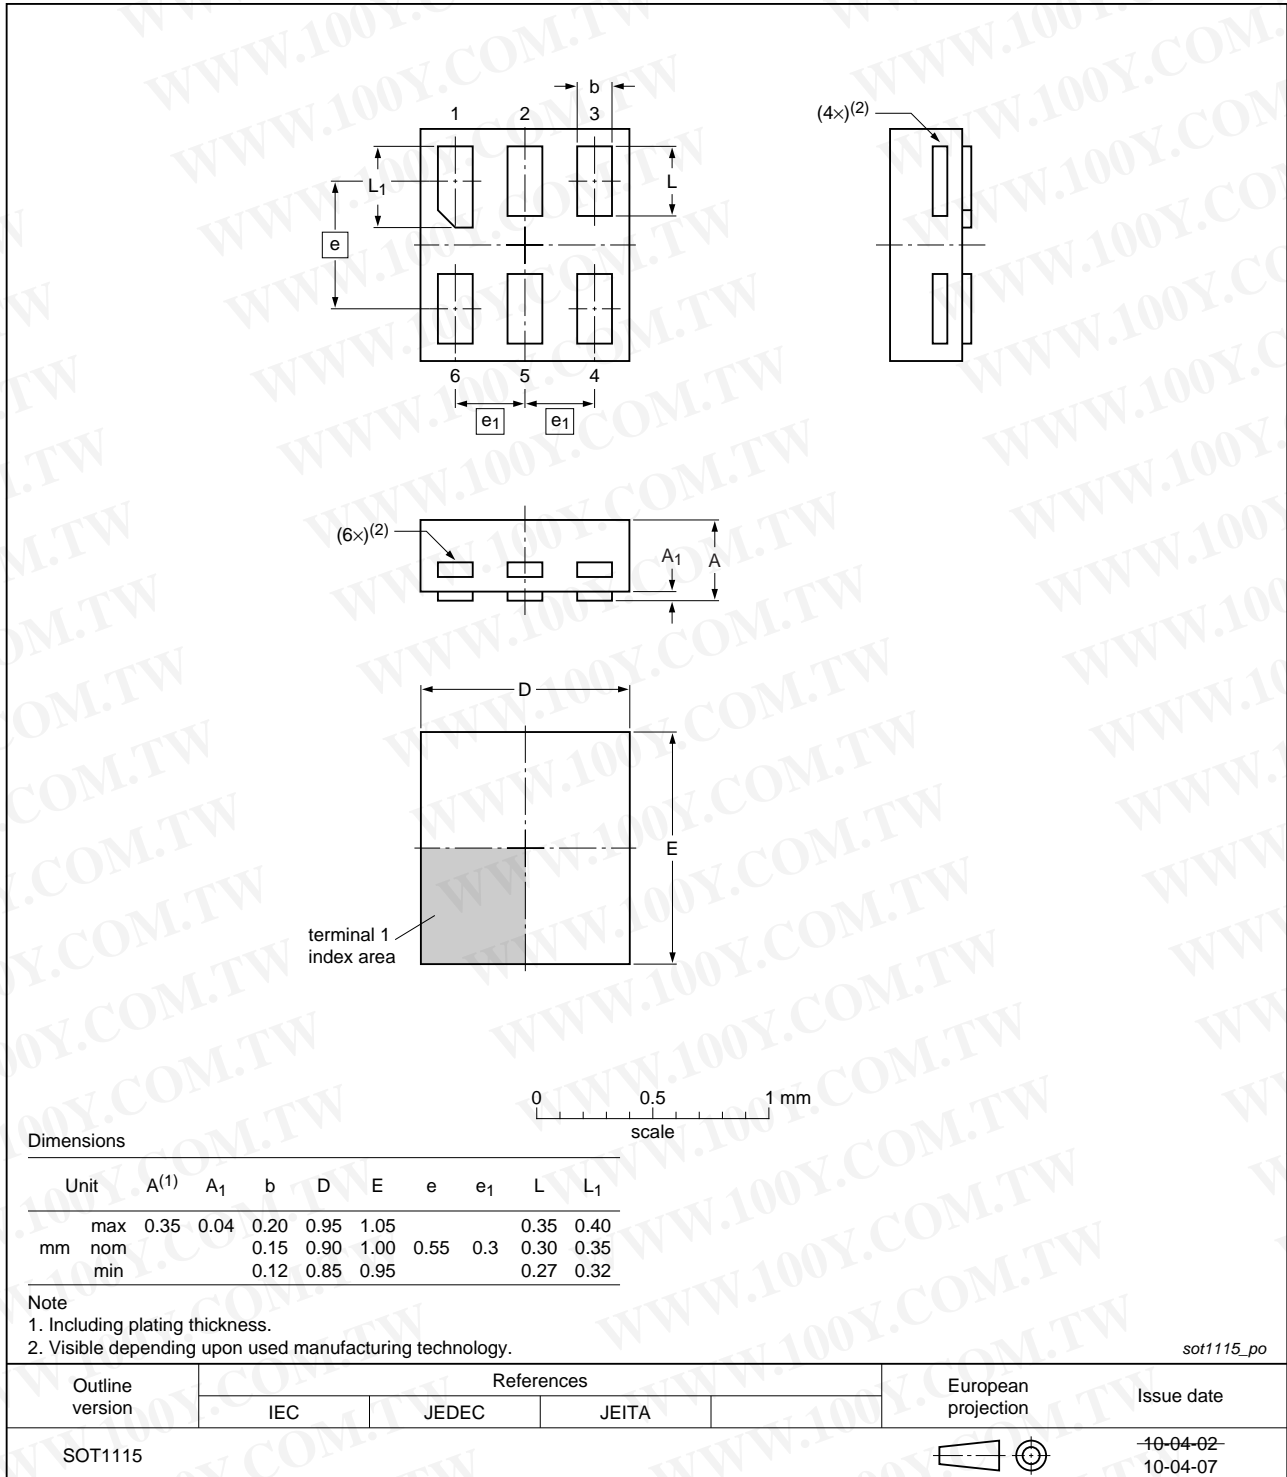 b
1 2 3
(4×)(2)
L1
L
e
6 5 4
e1 e1
(6×)(2)
A1 A
D
E
terminal 1
index area
0 0.5 1 mm
scale
Dimensions
Unit A(1) A1 b D E e e1 L L1
max 0.35 0.04 0.20 0.95 1.05 0.35 0.40
mm nom 0.15 0.90 1.00 0.55 0.3 0.30 0.35
min 0.12 0.85 0.95 0.27 0.32
Note
1. Including plating thickness.
2. Visible depending upon used manufacturing technology.
sot1115_po
Outline
version
References
IEC JEDEC JEITA
European
projection
Issue date
SOT1115
10-04-02
10-04-07
WWW.100Y.COM.TW